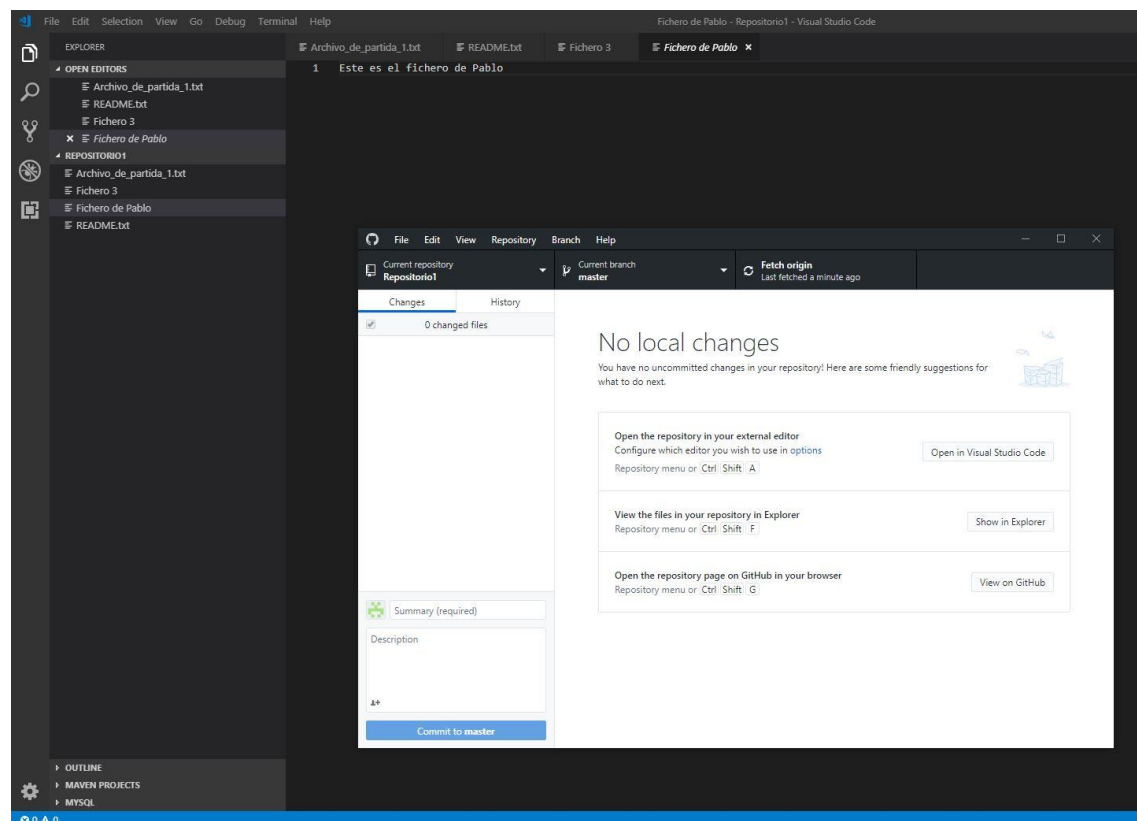 File Edit Selection View Go Debug Terminal Help
Fichero de Pablo - Repositorio1 - Visual Studio Code
EXPLORER
OPEN EDITORS
Archivo_de_partida_1.txt
README.txt
Fichero 3
Fichero de Pablo
REPOSITORIO1
Archivo_de_partida_1.txt
Fichero 3
Fichero de Pablo
README.txt
OUTLINE
MAVEN PROJECTS
MYSQL
0 0
Archivo_de_partida_1.txt README.txt Fichero 3 Fichero de Pablo
1 Este es el fichero de Pablo
File Edit View Repository Branch Help
Current repository
Repositorio1
Current branch
master
Fetch origin
Last fetched a minute ago
Changes History
0 changed files
Summary (required)
Description
Commit to master
No local changes
You have no uncommitted changes in your repository! Here are some friendly suggestions for
what to do next.
Open the repository in your external editor
Configure which editor you wish to use in options
Repository menu or Ctrl Shift A
Open in Visual Studio Code
View the files in your repository in Explorer
Repository menu or Ctrl Shift F
Show in Explorer
Open the repository page on GitHub in your browser
Repository menu or Ctrl Shift G
View on GitHub